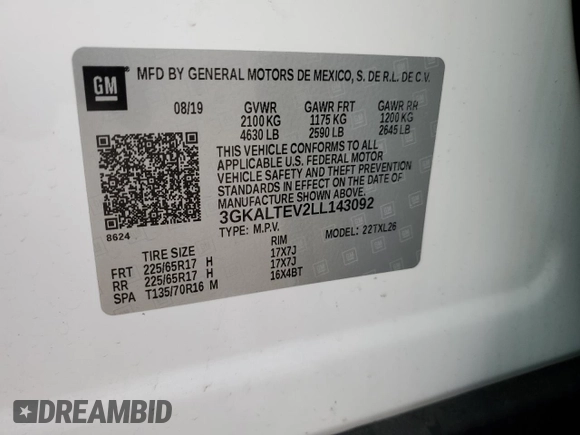 GM
MFD BY GENERAL MOTORS DE MEXICO, S. DE R.L. DE C.V.
08/19 GVWR GAWR FRT GAWR RR
2100 KG 1175 KG 1200 KG
4630 LB 2590 LB 2645 LB
THIS VEHICLE CONFORMS TO ALL
APPLICABLE U.S. FEDERAL MOTOR
VEHICLE SAFETY AND THEFT PREVENTION
STANDARDS IN EFFECT ON THE DATE OF
MANUFACTURE SHOWN ABOVE.
3GKALTEV2LL143092
8624
TYPE: M.P.V. MODEL: 22TXL26
TIRE SIZE RIM
FRT 225/65R17 H 17X7J
RR 225/65R17 H 17X7J
SPA T135/70R16 M 16X4BT
DREAMBID